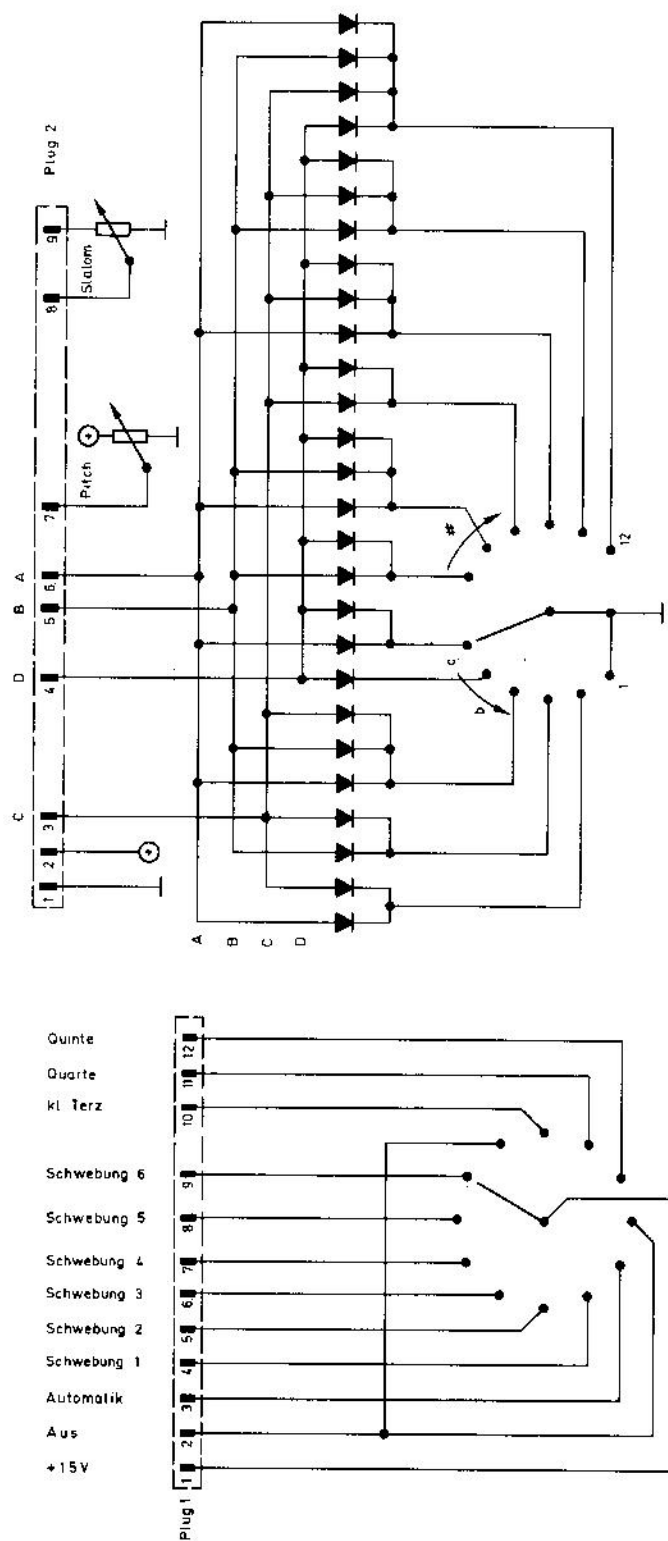 Plug 2
C D B A
1 2 3 4 5 6 7 8 9
Pitch
Slalom
A
B
C
D
b c #
1 12
Quinte
Quarte
kl. Terz
Schwebung 6
Schwebung 5
Schwebung 4
Schwebung 3
Schwebung 2
Schwebung 1
Automatik
Aus
+15V
Plug 1
1 2 3 4 5 6 7 8 9 10 11 12